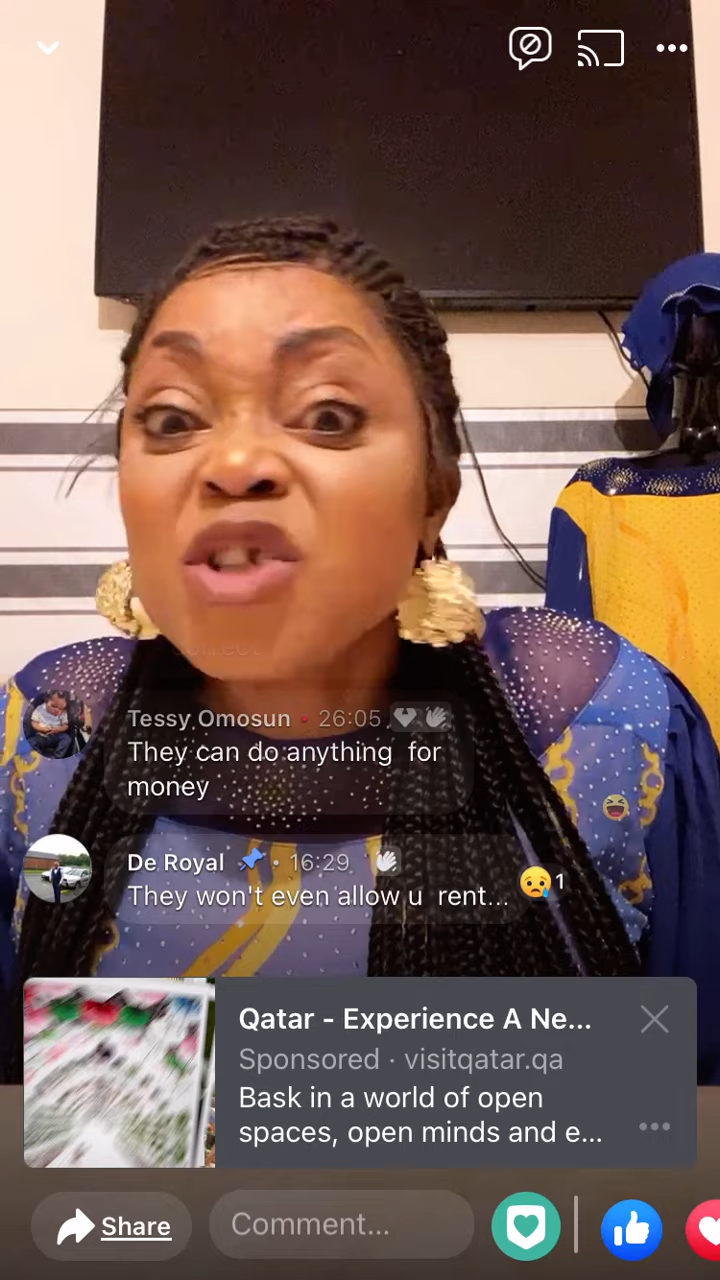 correct
Tessy Omosun • 26:05
They can do anything for
money
De Royal • 16:29
They won't even allow u rent... 1
Qatar - Experience A Ne...
Sponsored · visitqatar.qa
Bask in a world of open
spaces, open minds and e...
Share Comment...